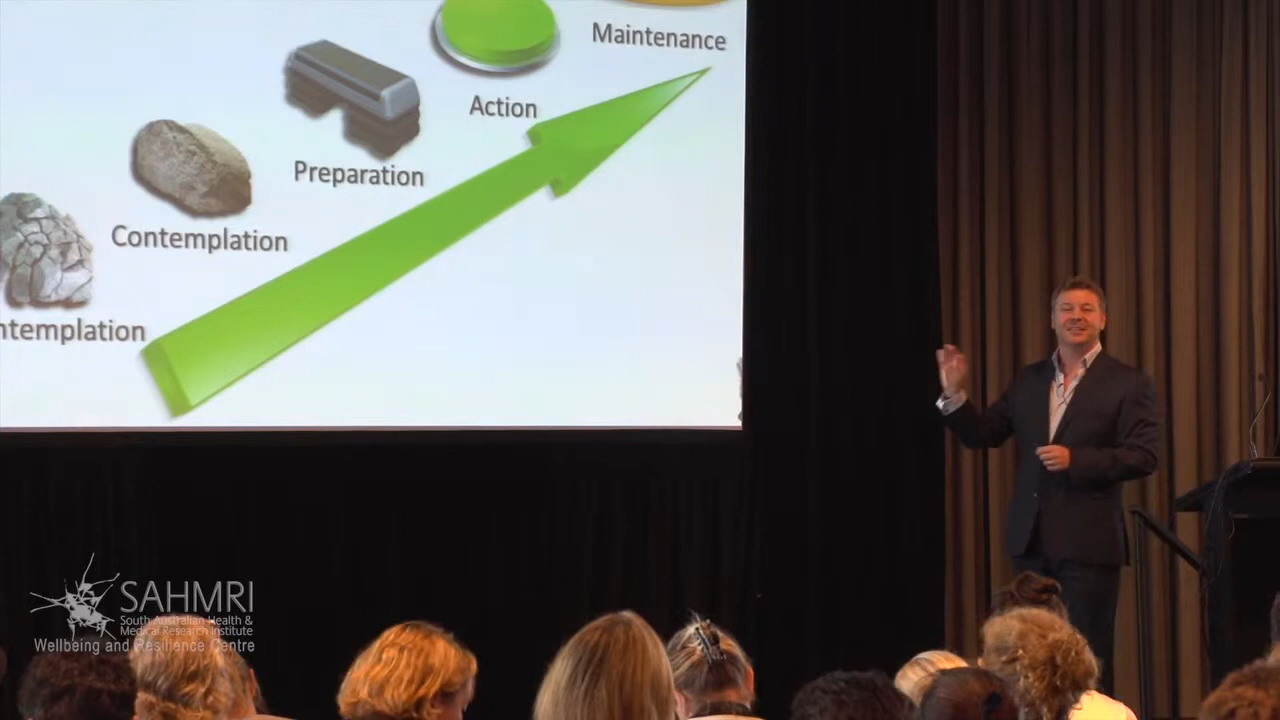 Maintenance
Action
Preparation
Contemplation
ntemplation
SAHMRI
South Australian Health &
Medical Research Institute
Wellbeing and Resilience Centre